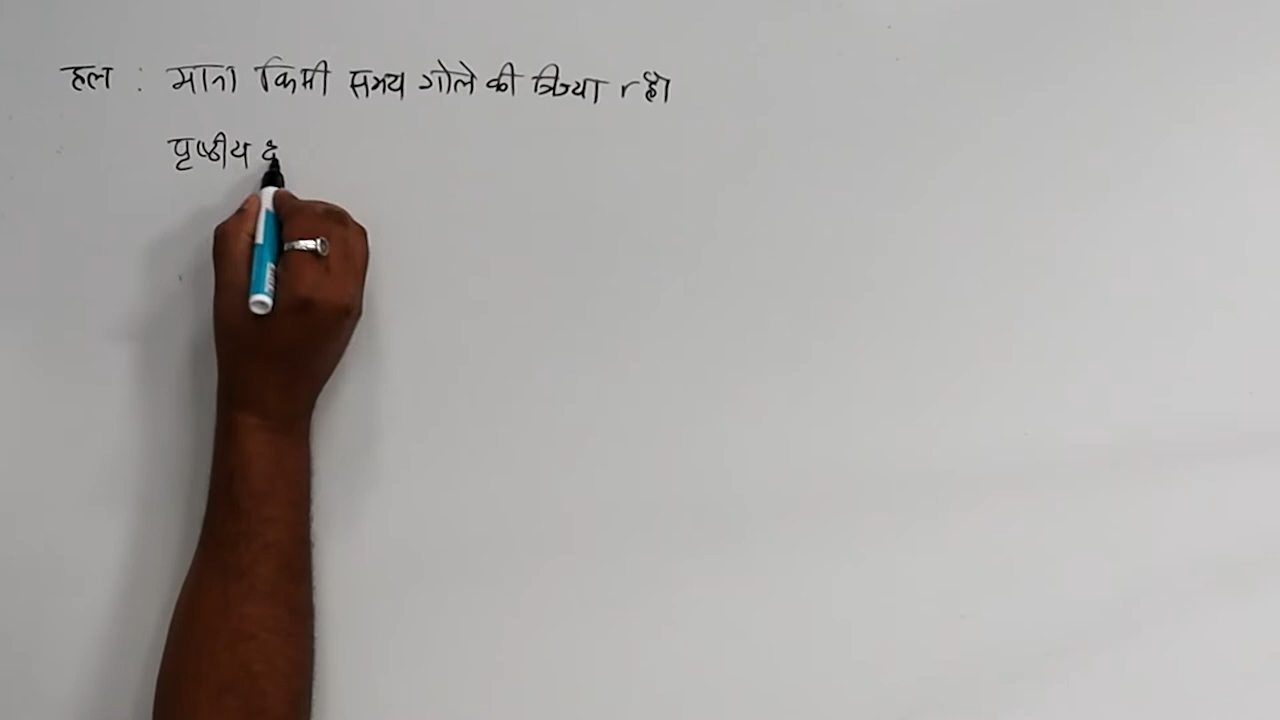 हल : माना किसी समय गोले की त्रिज्या r हो
पृष्ठीय